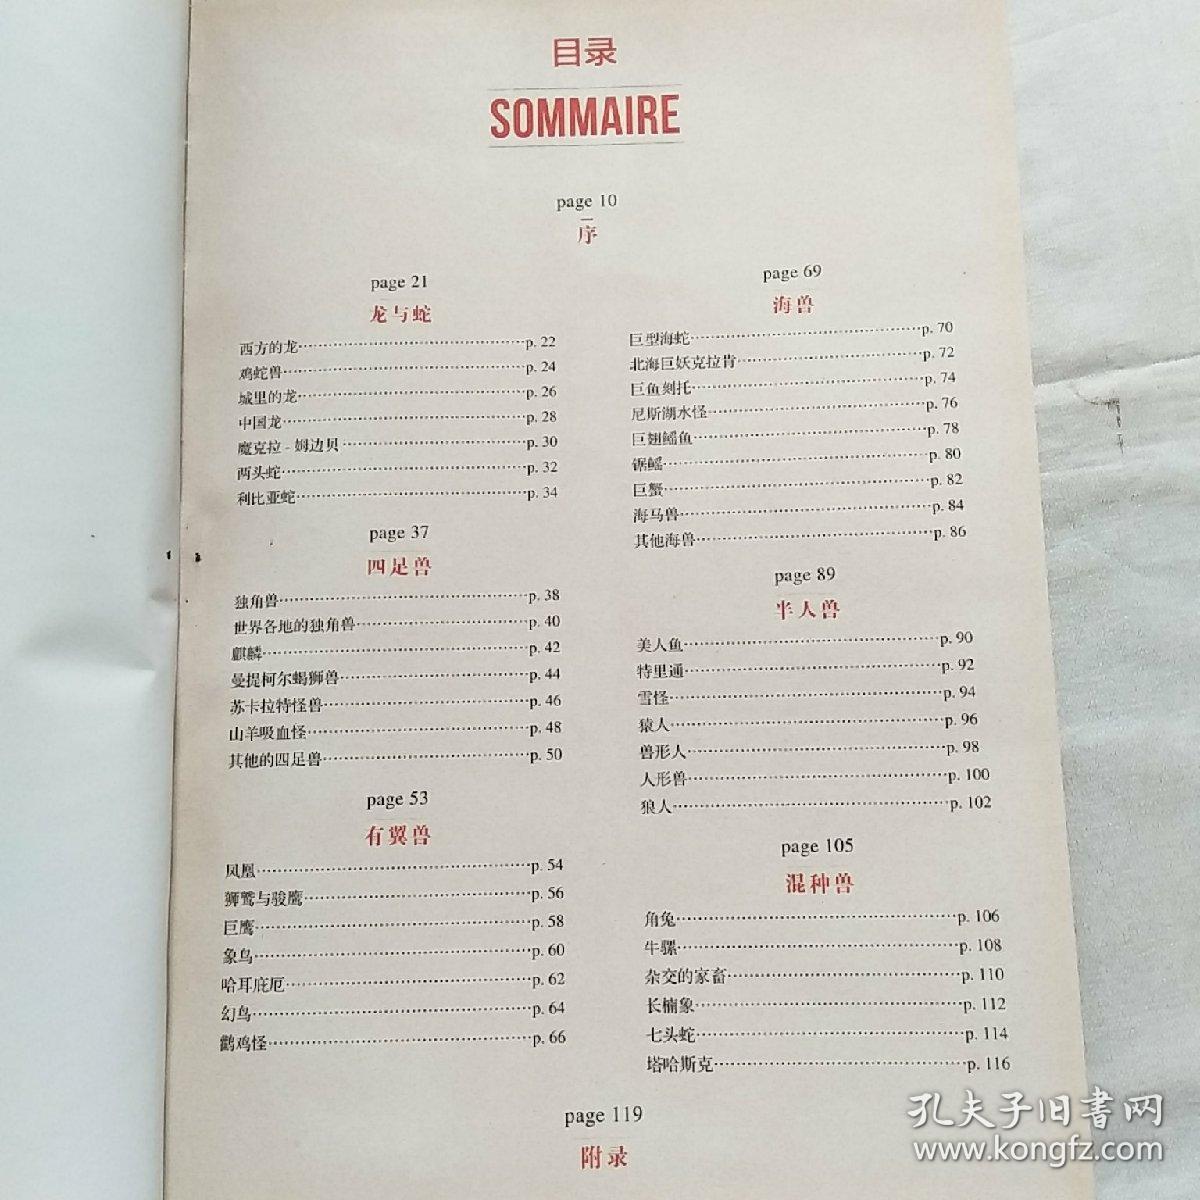 目录
SOMMAIRE
page 10
序
page 21
龙与蛇
西方的龙 p. 22
鸡蛇兽 p. 24
城里的龙 p. 26
中国龙 p. 28
魔克拉-姆边贝 p. 30
两头蛇 p. 32
利比亚蛇 p. 34
page 37
四足兽
独角兽 p. 38
世界各地的独角兽 p. 40
麒麟 p. 42
曼提柯尔蝎狮兽 p. 44
苏卡拉特怪兽 p. 46
山羊吸血怪 p. 48
其他的四足兽 p. 50
page 53
有翼兽
凤凰 p. 54
狮鹫与骏鹰 p. 56
巨鹰 p. 58
象鸟 p. 60
哈耳庇厄 p. 62
幻鸟 p. 64
鹳鸡怪 p. 66
page 69
海兽
巨型海蛇 p. 70
北海巨妖克拉肯 p. 72
巨鱼刻托 p. 74
尼斯湖水怪 p. 76
巨翅鳐鱼 p. 78
锯鳐 p. 80
巨蟹 p. 82
海马兽 p. 84
其他海兽 p. 86
page 89
半人兽
美人鱼 p. 90
特里通 p. 92
雪怪 p. 94
猿人 p. 96
兽形人 p. 98
人形兽 p. 100
狼人 p. 102
page 105
混种兽
角兔 p. 106
牛骡 p. 108
杂交的家畜 p. 110
长楠象 p. 112
七头蛇 p. 114
塔哈斯克 p. 116
page 119
附录
孔夫子旧书网
www.kongfz.com